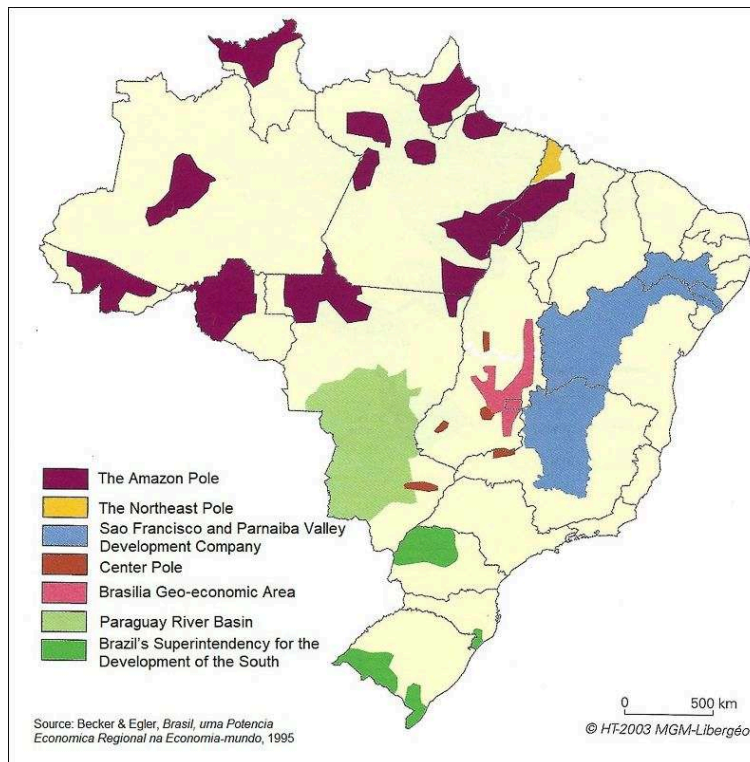 The Amazon Pole
The Northeast Pole
Sao Francisco and Parnaiba Valley
Development Company
Center Pole
Brasilia Geo-economic Area
Paraguay River Basin
Brazil's Superintendency for the
Development of the South
Source: Becker & Egler, Brasil, uma Potencia
Economica Regional na Economia-mundo, 1995
0 500 km
© HT-2003 MGM-Libergéo